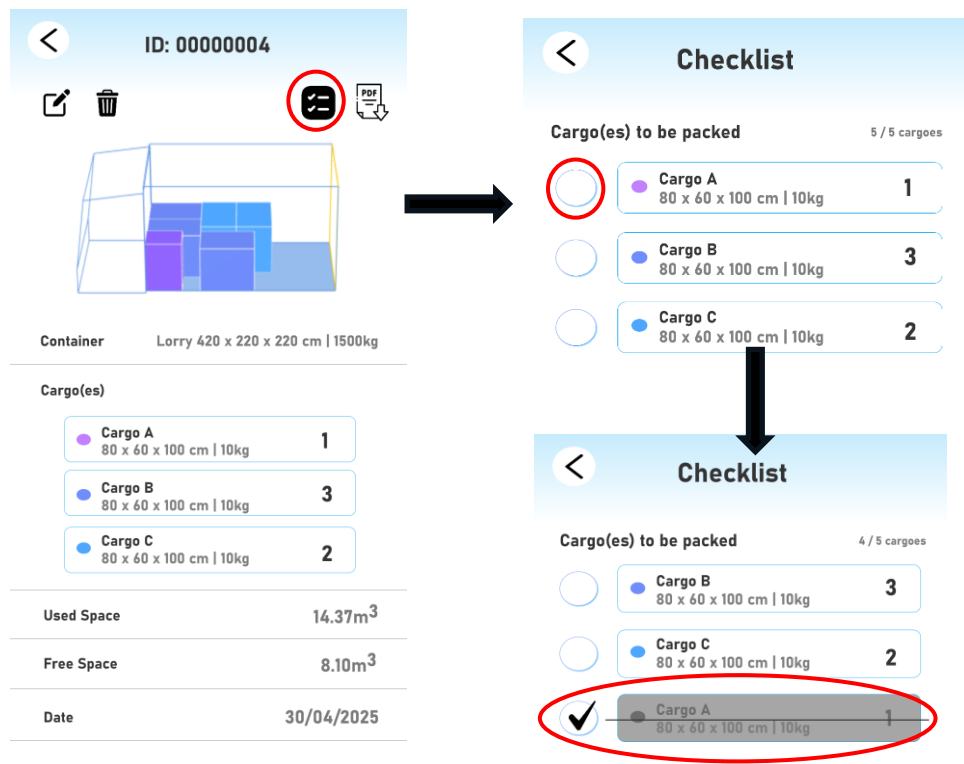 ID: 00000004
PDF
Container
Lorry 420 x 220 x 220 cm | 1500kg
Cargo(es)
Cargo A
80 x 60 x 100 cm | 10kg
1
Cargo B
80 x 60 x 100 cm | 10kg
3
Cargo C
80 x 60 x 100 cm | 10kg
2
Used Space
14.37m³
Free Space
8.10m³
Date
30/04/2025
Checklist
Cargo(es) to be packed
5 / 5 cargoes
Cargo A
80 x 60 x 100 cm | 10kg
1
Cargo B
80 x 60 x 100 cm | 10kg
3
Cargo C
80 x 60 x 100 cm | 10kg
2
Checklist
Cargo(es) to be packed
4 / 5 cargoes
Cargo B
80 x 60 x 100 cm | 10kg
3
Cargo C
80 x 60 x 100 cm | 10kg
2
Cargo A
80 x 60 x 100 cm | 10kg
1